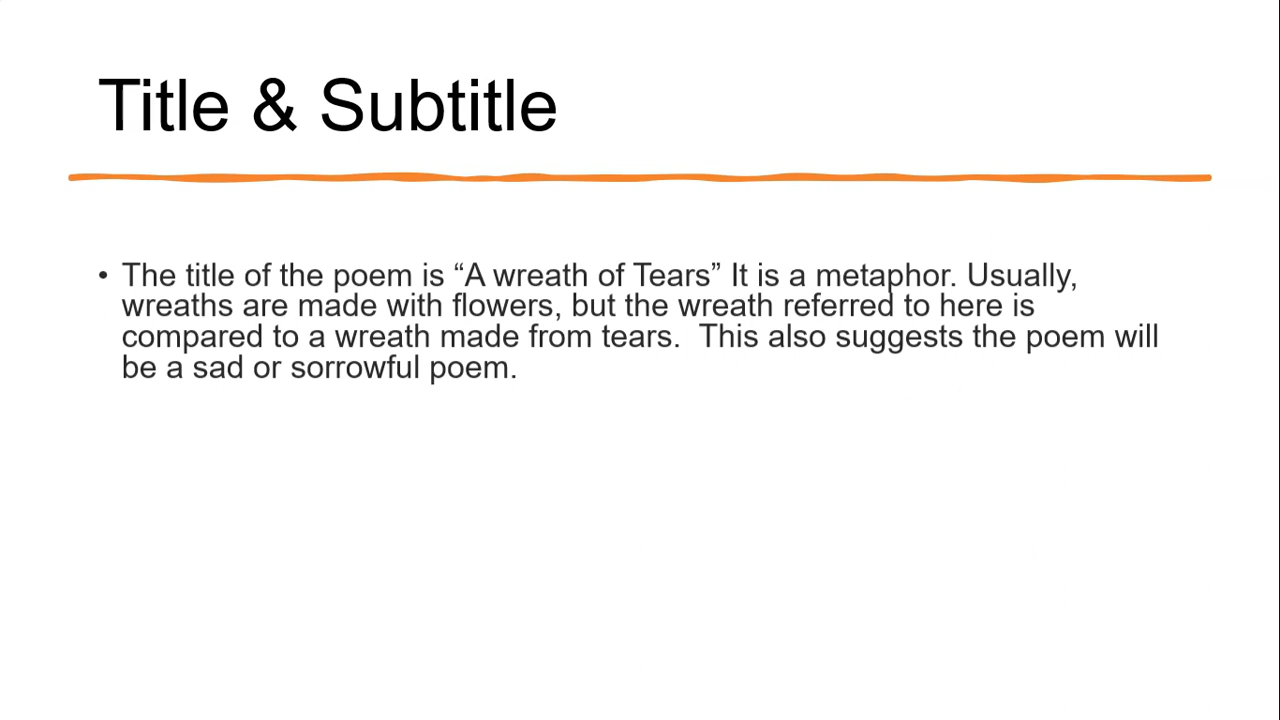 Title & Subtitle
• The title of the poem is “A wreath of Tears” It is a metaphor. Usually,
wreaths are made with flowers, but the wreath referred to here is
compared to a wreath made from tears.  This also suggests the poem will
be a sad or sorrowful poem.